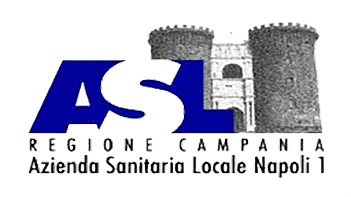 ASL
REGIONE CAMPANIA
Azienda Sanitaria Locale Napoli 1